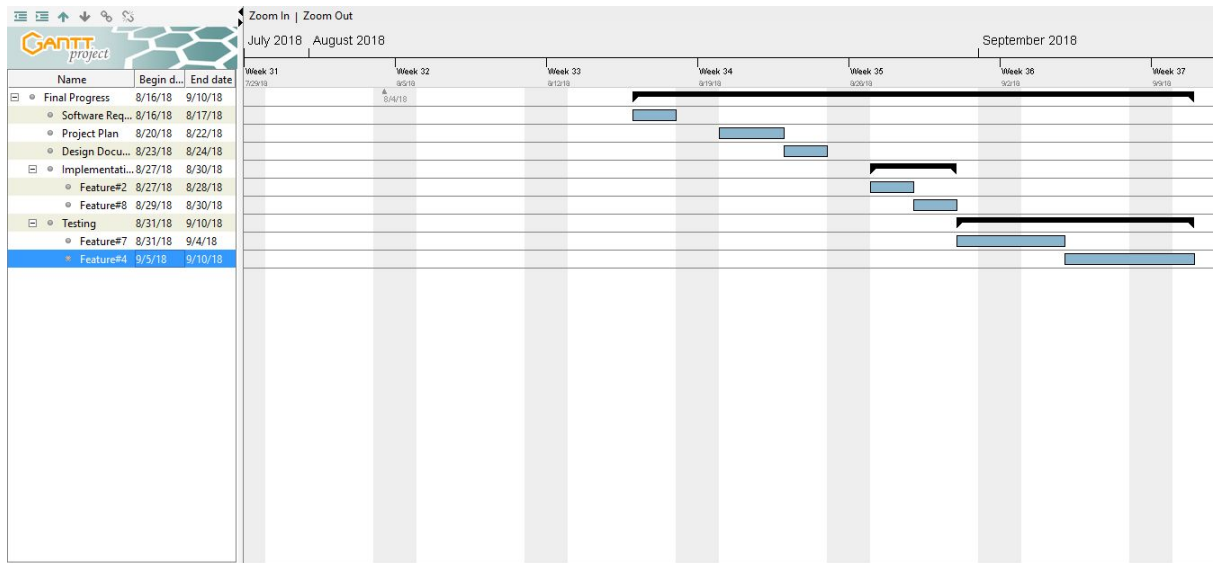 Zoom In | Zoom Out
GANTT
project
July 2018 August 2018 September 2018
Week 31 Week 32 Week 33 Week 34 Week 35 Week 36 Week 37
7/29/18 8/5/18 8/12/18 8/19/18 8/26/18 9/2/18 9/9/18
Name Begin d... End date
8/4/18
Final Progress 8/16/18 9/10/18
Software Req... 8/16/18 8/17/18
Project Plan 8/20/18 8/22/18
Design Docu... 8/23/18 8/24/18
Implementati... 8/27/18 8/30/18
Feature#2 8/27/18 8/28/18
Feature#8 8/29/18 8/30/18
Testing 8/31/18 9/10/18
Feature#7 8/31/18 9/4/18
Feature#4 9/5/18 9/10/18